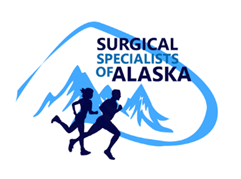 SURGICAL
SPECIALISTS
OF ALASKA